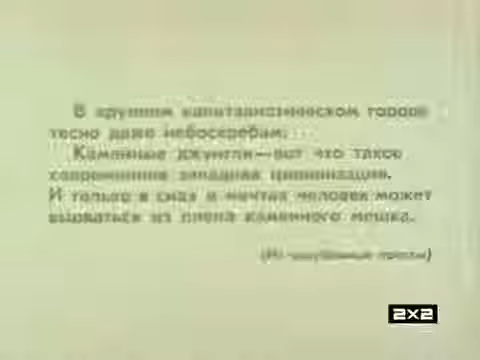 В крупном капиталистическом городе
тесно даже небоскребам.
Каменные джунгли—вот что такое
современная западная цивилизация.
И только в снах и мечтах человек может
вырваться из плена каменного мешка.
(Из зарубежной прессы)
2X2